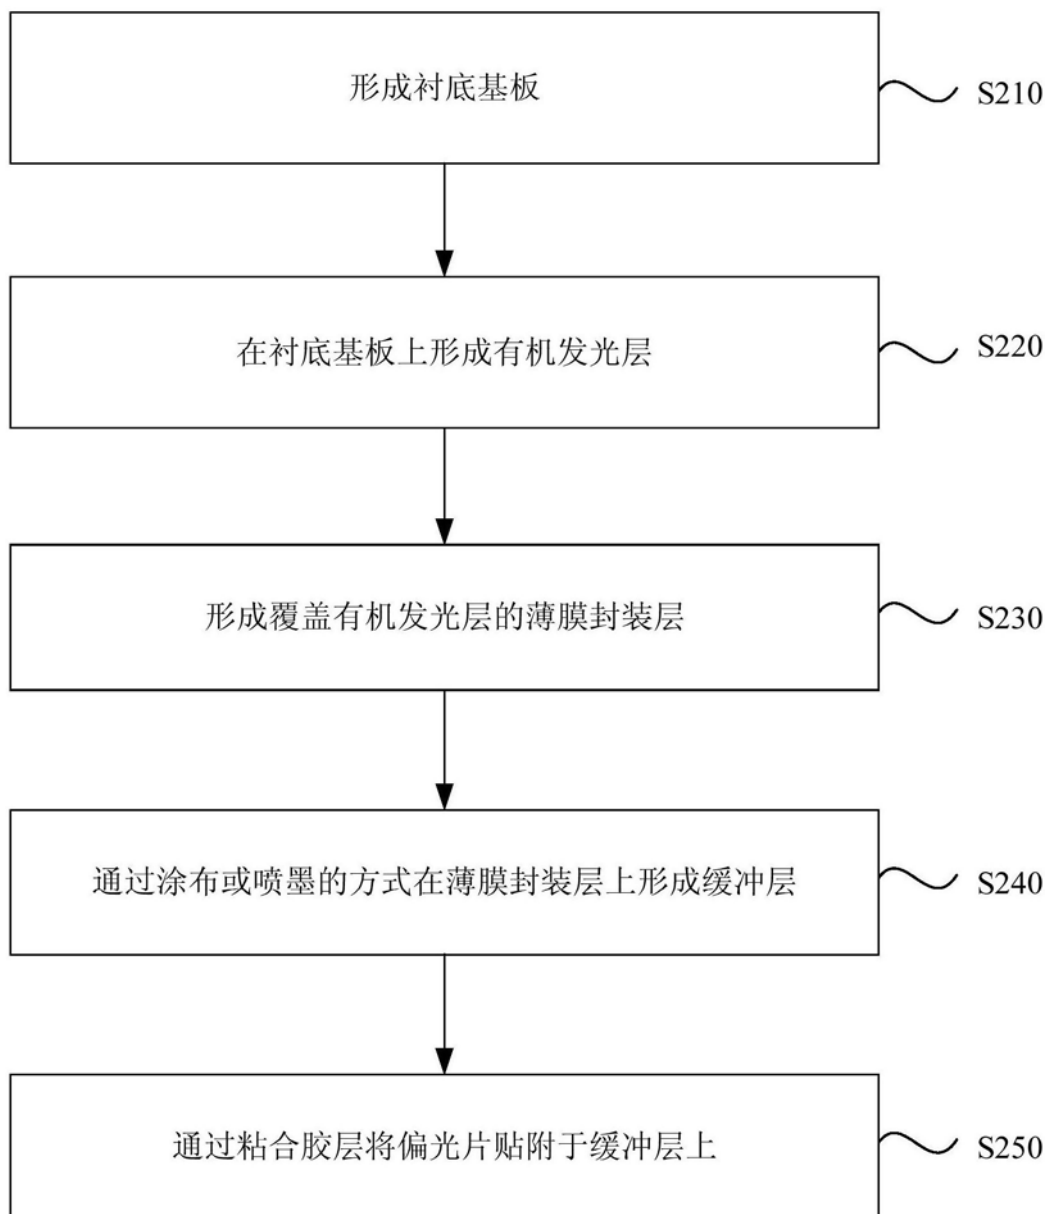 形成衬底基板
S210
在衬底基板上形成有机发光层
S220
形成覆盖有机发光层的薄膜封装层
S230
通过涂布或喷墨的方式在薄膜封装层上形成缓冲层
S240
通过粘合胶层将偏光片贴附于缓冲层上
S250